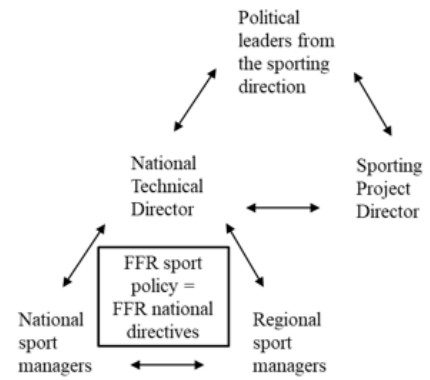 Political
leaders from
the sporting
direction
National
Technical
Director
Sporting
Project
Director
FFR sport
policy =
FFR national
directives
National
sport
managers
Regional
sport
managers